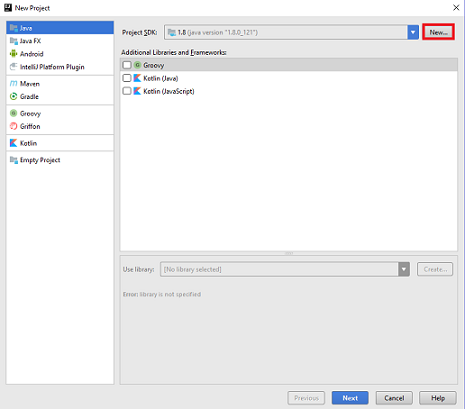 New Project
Java
Java FX
Android
IntelliJ Platform Plugin
Maven
Gradle
Groovy
Griffon
Kotlin
Empty Project
Project SDK: 1.8 (java version "1.8.0_121") New...
Additional Libraries and Frameworks:
Groovy
Kotlin (Java)
Kotlin (JavaScript)
Use library: [No library selected] Create...
Error: library is not specified
Previous Next Cancel Help